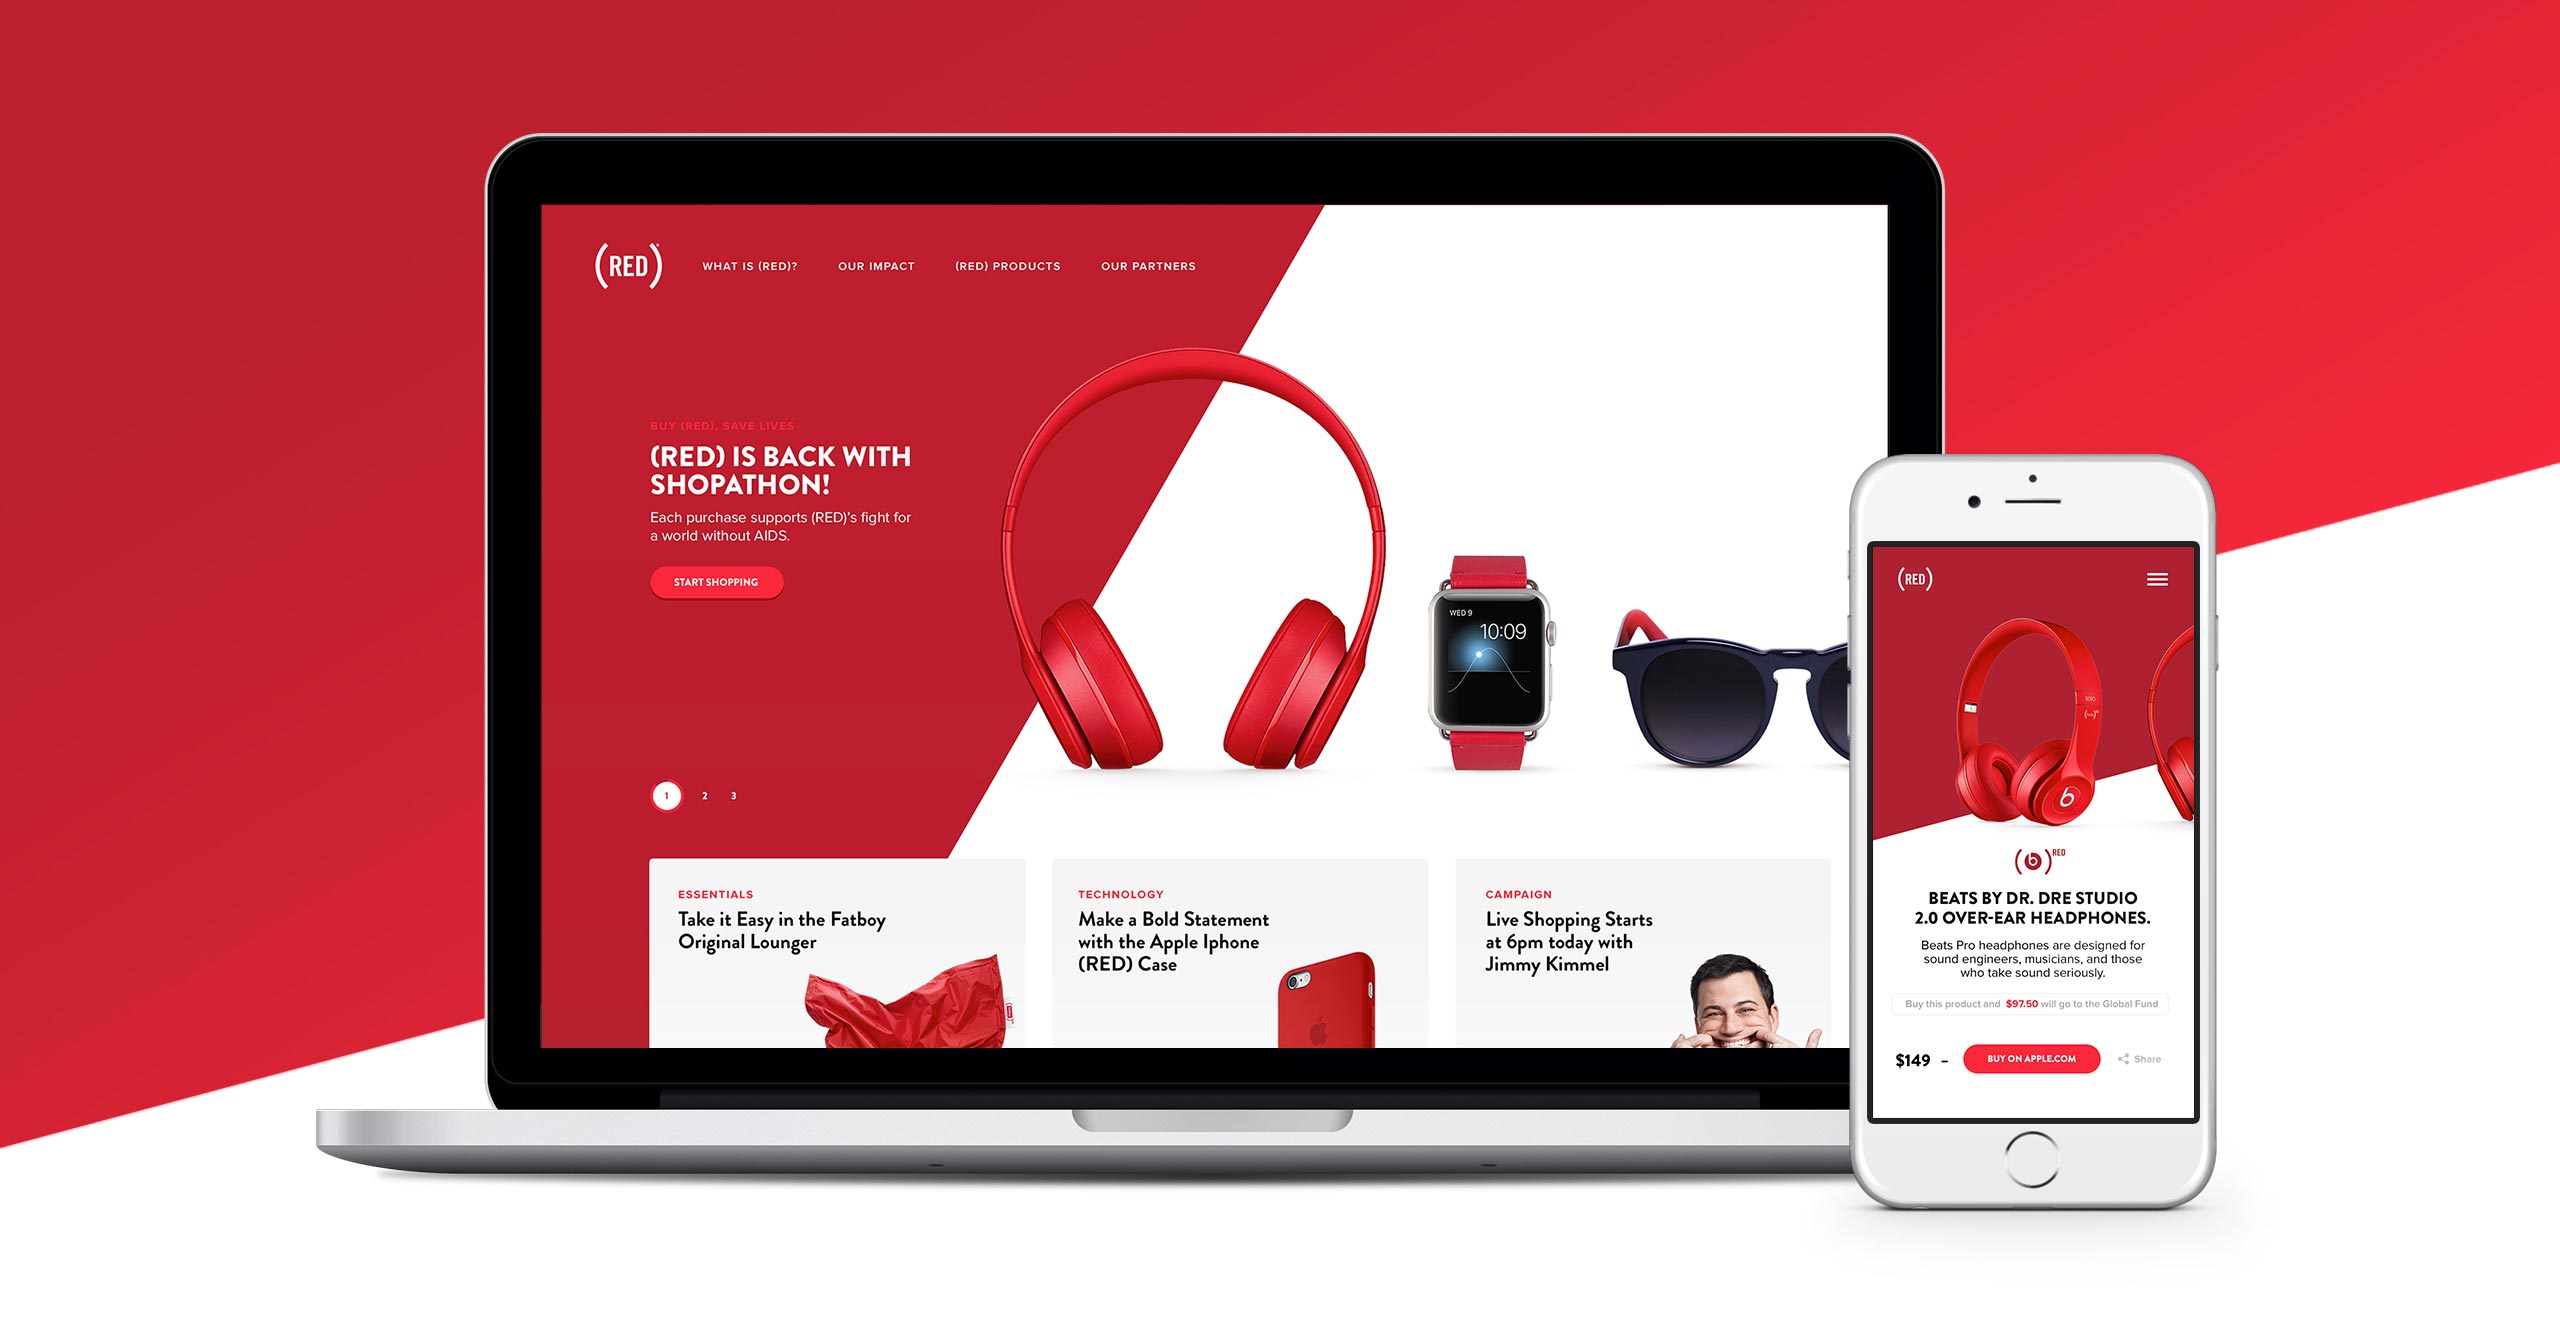 (RED)
WHAT IS (RED)?
OUR IMPACT
(RED) PRODUCTS
OUR PARTNERS
BUY (RED), SAVE LIVES
(RED) IS BACK WITH
SHOPATHON!
Each purchase supports (RED)'s fight for
a world without AIDS.
START SHOPPING
1 2 3
WED 9
10:09
ESSENTIALS
Take it Easy in the Fatboy
Original Lounger
TECHNOLOGY
Make a Bold Statement
with the Apple Iphone
(RED) Case
CAMPAIGN
Live Shopping Starts
at 6pm today with
Jimmy Kimmel
(RED)
solo
b
(b)RED
BEATS BY DR. DRE STUDIO
2.0 OVER-EAR HEADPHONES.
Beats Pro headphones are designed for
sound engineers, musicians, and those
who take sound seriously.
Buy this product and $97.50 will go to the Global Fund
$149 –
BUY ON APPLE.COM
Share